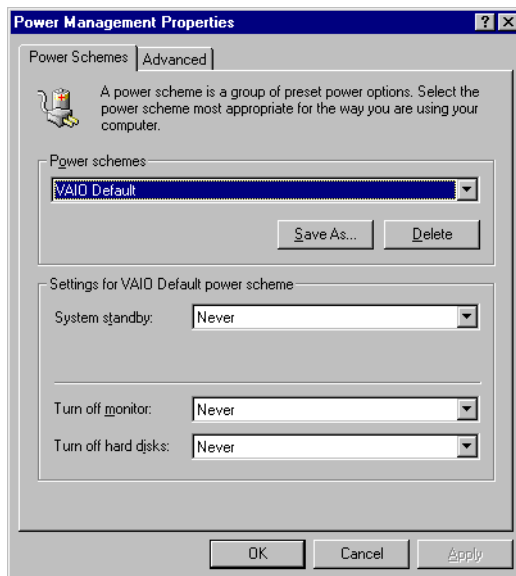 Power Management Properties
Power Schemes
Advanced
A power scheme is a group of preset power options. Select the
power scheme most appropriate for the way you are using your
computer.
Power schemes
VAIO Default
Save As...
Delete
Settings for VAIO Default power scheme
System standby:
Never
Turn off monitor:
Never
Turn off hard disks:
Never
OK
Cancel
Apply